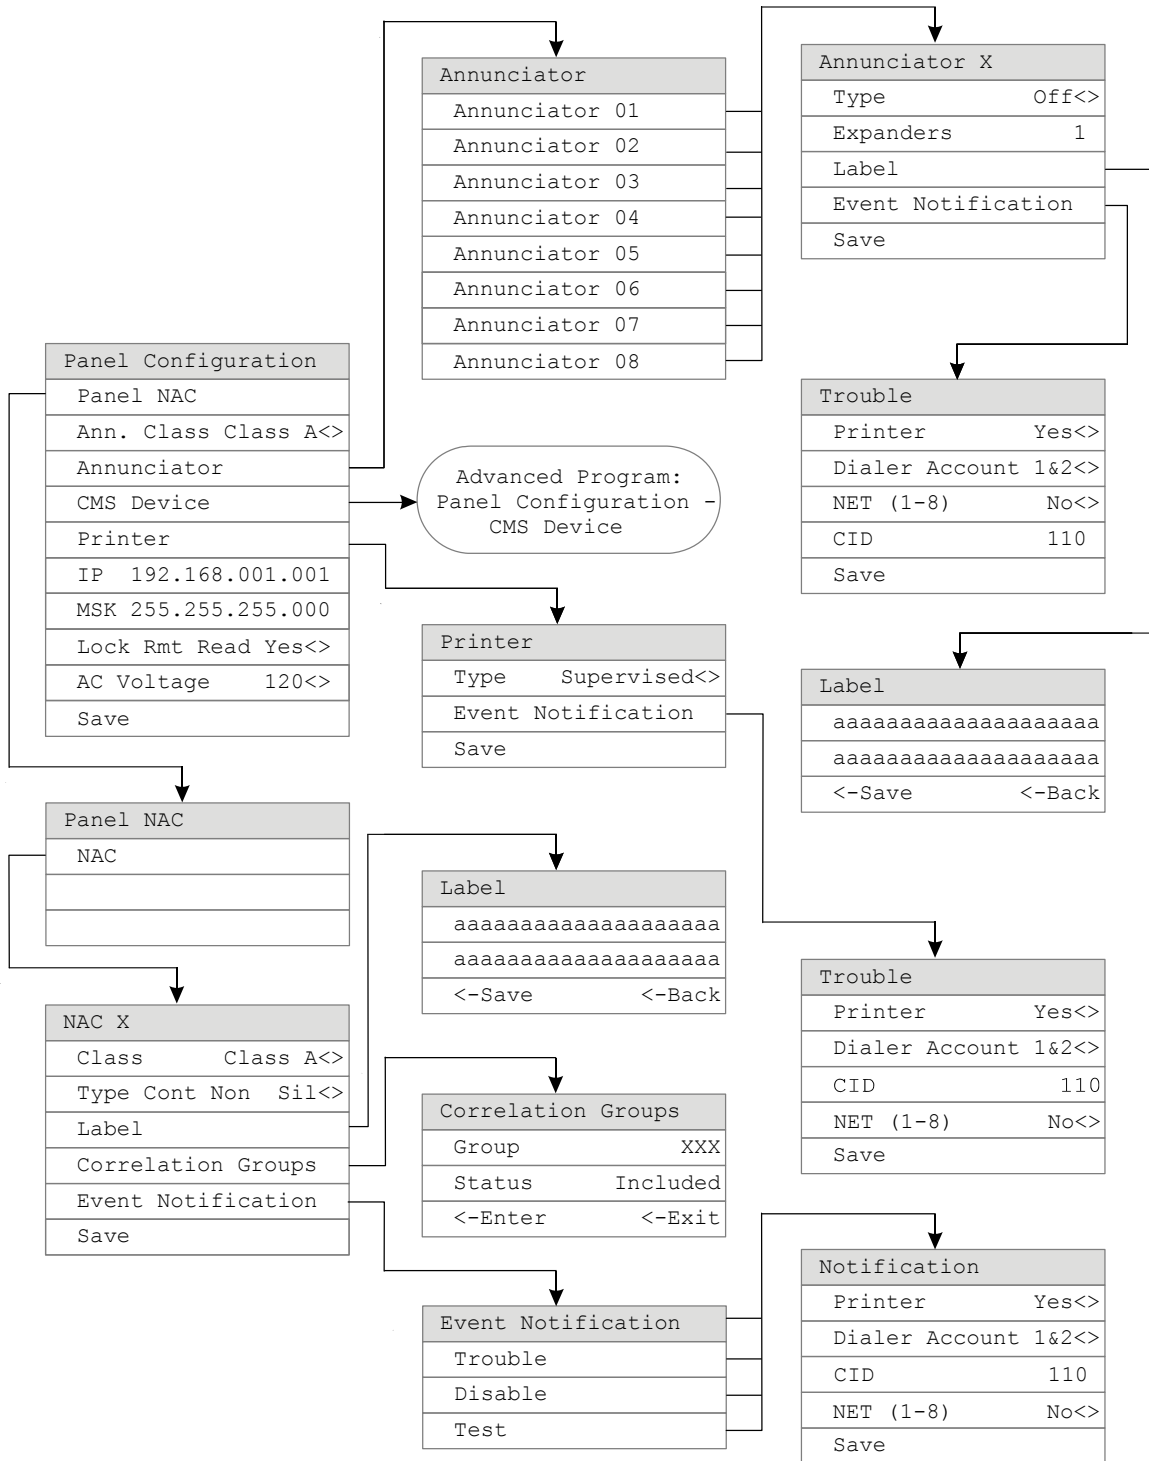 Annunciator
Annunciator 01
Annunciator 02
Annunciator 03
Annunciator 04
Annunciator 05
Annunciator 06
Annunciator 07
Annunciator 08
Annunciator X
Type Off<>
Expanders 1
Label
Event Notification
Save
Panel Configuration
Panel NAC
Ann. Class Class A<>
Annunciator
CMS Device
Printer
IP 192.168.001.001
MSK 255.255.255.000
Lock Rmt Read Yes<>
AC Voltage 120<>
Save
Advanced Program:
Panel Configuration -
CMS Device
Trouble
Printer Yes<>
Dialer Account 1&2<>
NET (1-8) No<>
CID 110
Save
Printer
Type Supervised<>
Event Notification
Save
Label
aaaaaaaaaaaaaaaaaaaa
aaaaaaaaaaaaaaaaaaaa
<-Save <-Back
Panel NAC
NAC
Label
aaaaaaaaaaaaaaaaaaaa
aaaaaaaaaaaaaaaaaaaa
<-Save <-Back
Trouble
Printer Yes<>
Dialer Account 1&2<>
CID 110
NET (1-8) No<>
Save
NAC X
Class Class A<>
Type Cont Non Sil<>
Label
Correlation Groups
Event Notification
Save
Correlation Groups
Group XXX
Status Included
<-Enter <-Exit
Event Notification
Trouble
Disable
Test
Notification
Printer Yes<>
Dialer Account 1&2<>
CID 110
NET (1-8) No<>
Save